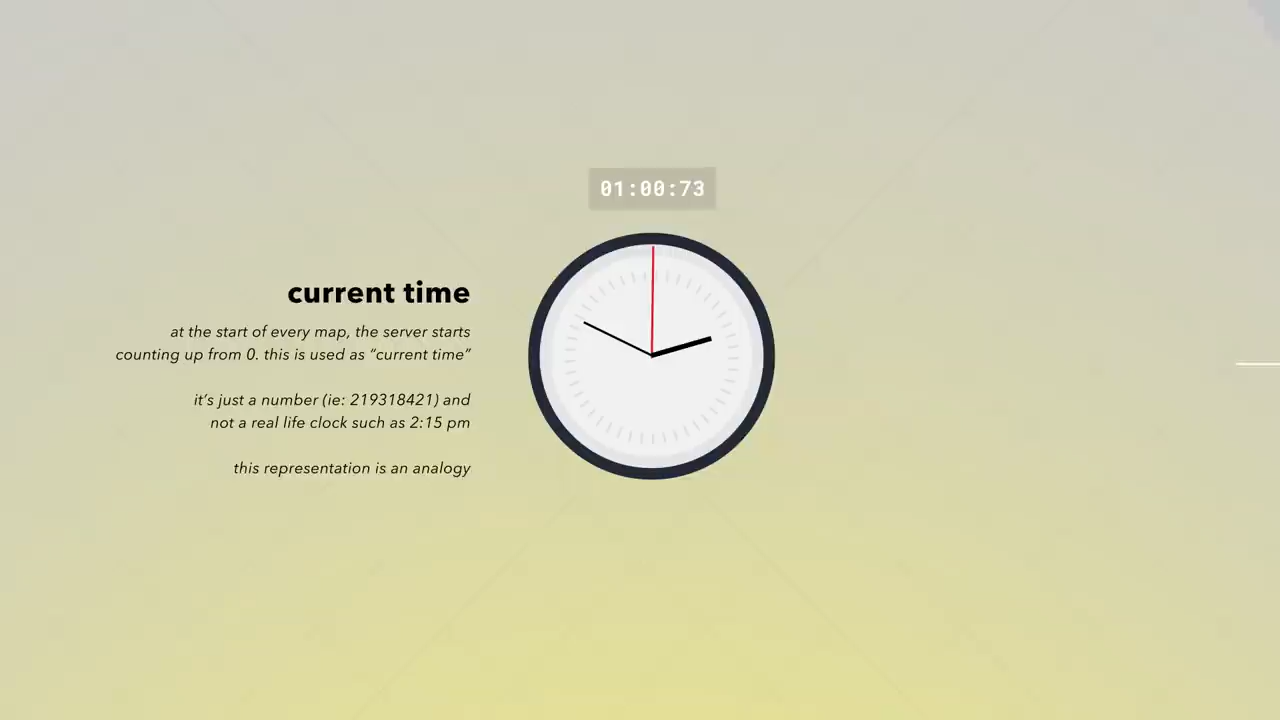 01:00:73
current time
at the start of every map, the server starts
counting up from 0. this is used as “current time”
it’s just a number (ie: 219318421) and
not a real life clock such as 2:15 pm
this representation is an analogy